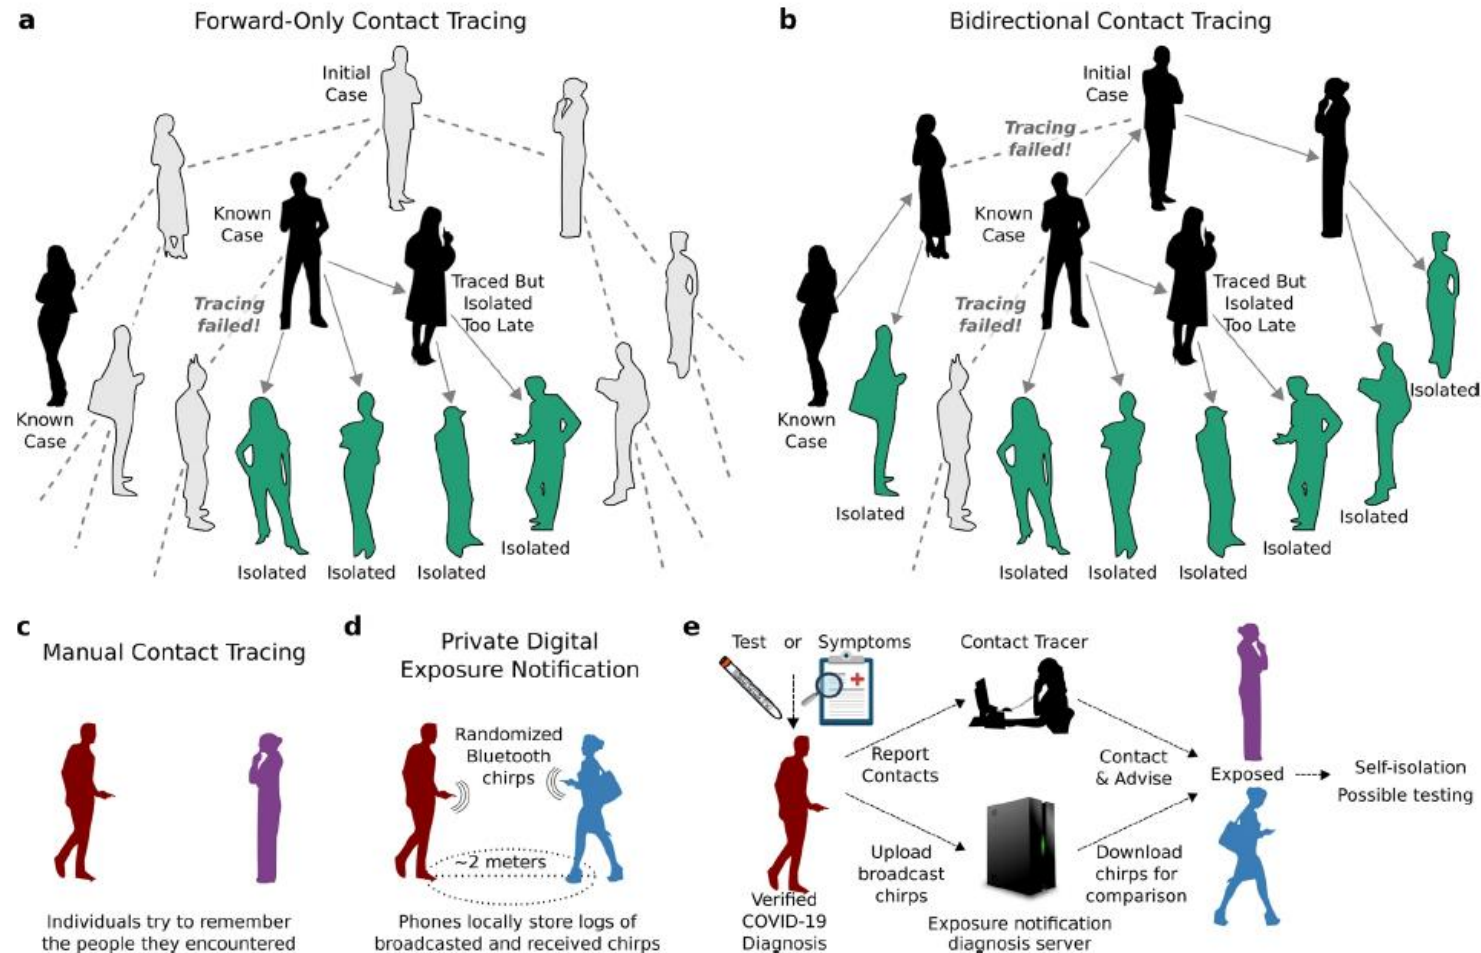 a
Forward-Only Contact Tracing
Initial
Case
Known
Case
Tracing
failed!
Traced But
Isolated
Too Late
Known
Case
Isolated
Isolated
Isolated
Isolated
b
Bidirectional Contact Tracing
Initial
Case
Tracing
failed!
Known
Case
Tracing
failed!
Traced But
Isolated
Too Late
Known
Case
Isolated
Isolated
Isolated
Isolated
Isolated
Isolated
Isolated
c
Manual Contact Tracing
Individuals try to remember
the people they encountered
d
Private Digital
Exposure Notification
Randomized
Bluetooth
chirps
~2 meters
Phones locally store logs of
broadcasted and received chirps
e
Test or Symptoms
Contact Tracer
Report
Contacts
Contact
& Advise
Exposed
Self-isolation
Possible testing
Upload
broadcast
chirps
Download
chirps for
comparison
Verified
COVID-19
Diagnosis
Exposure notification
diagnosis server